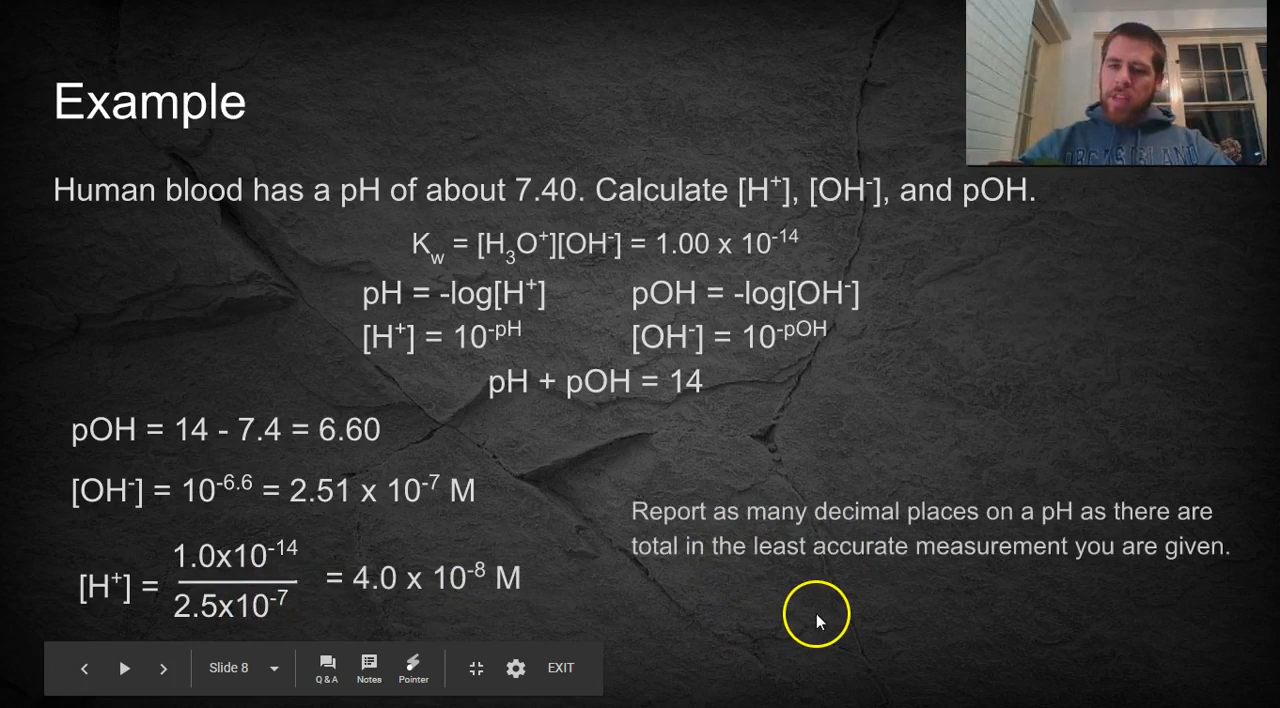 Example
Human blood has a pH of about 7.40. Calculate [H⁺], [OH⁻], and pOH.
K_w = [H₃O⁺][OH⁻] = 1.00 x 10⁻¹⁴
pH = -log[H⁺] pOH = -log[OH⁻]
[H⁺] = 10^-pH [OH⁻] = 10^-pOH
pH + pOH = 14
pOH = 14 - 7.4 = 6.60
[OH⁻] = 10^-6.6 = 2.51 x 10⁻⁷ M
Report as many decimal places on a pH as there are
total in the least accurate measurement you are given.
1.0x10⁻¹⁴
[H⁺] = = 4.0 x 10⁻⁸ M
2.5x10⁻⁷
Slide 8
Q & A Notes Pointer EXIT
ORCAS ISLAND